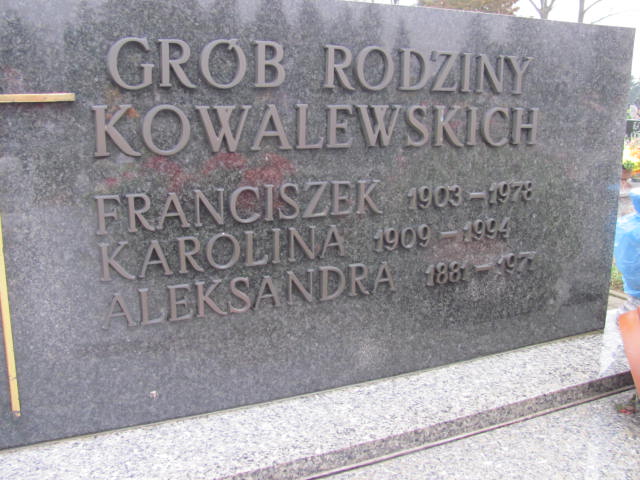 GRÓB RODZINY
KOWALEWSKICH
FRANCISZEK 1903 – 1978
KAROLINA 1909 – 1994
ALEKSANDRA 1881 –